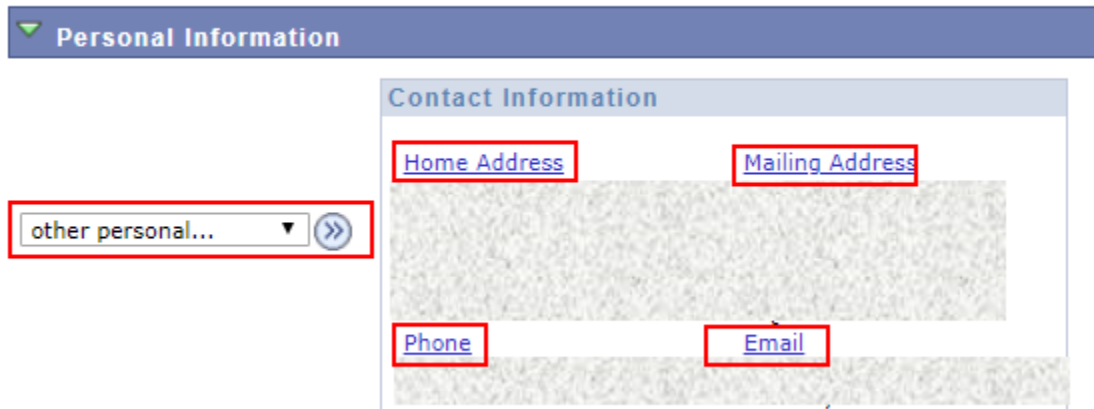 Personal Information
Contact Information
Home Address Mailing Address
other personal...
Phone Email